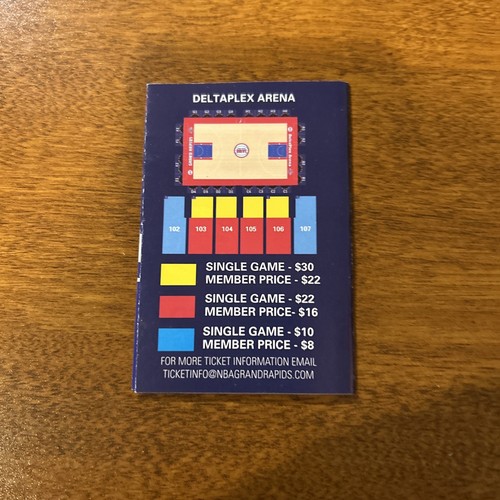 DELTAPLEX ARENA
102 103 104 105 106 107
SINGLE GAME - $30
MEMBER PRICE - $22
SINGLE GAME - $22
MEMBER PRICE- $16
SINGLE GAME - $10
MEMBER PRICE - $8
FOR MORE TICKET INFORMATION EMAIL
TICKETINFO@NBAGRANDRAPIDS.COM